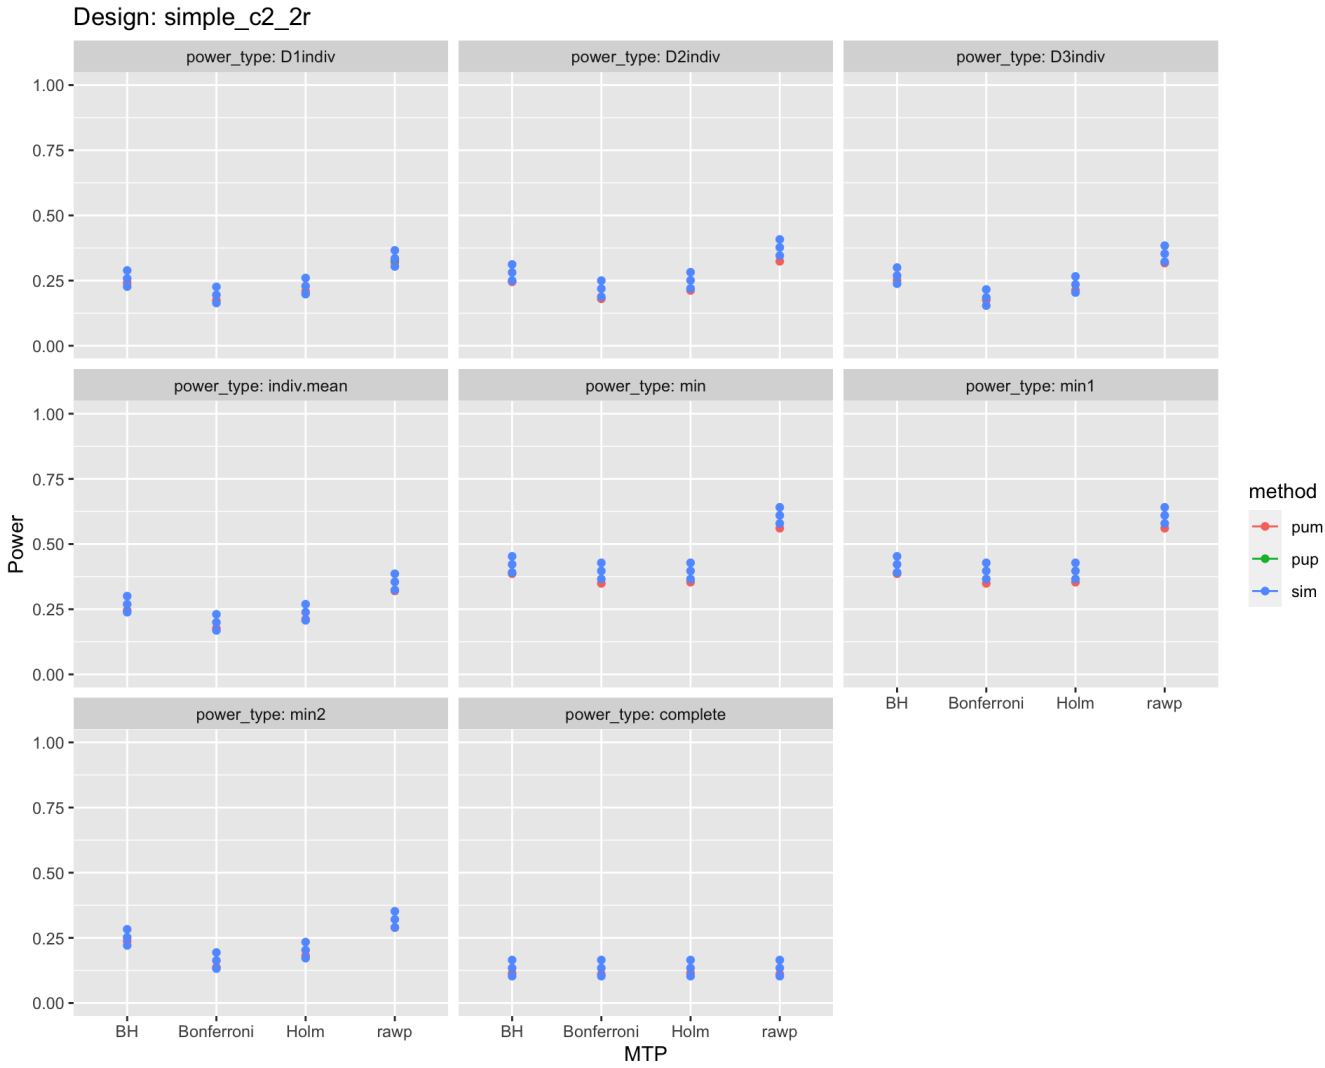 Design: simple_c2_2r
power_type: D1indiv
power_type: D2indiv
power_type: D3indiv
1.00
0.75
0.50
0.25
0.00
power_type: indiv.mean
power_type: min
power_type: min1
1.00
0.75
0.50
0.25
0.00
BH Bonferroni Holm rawp
power_type: min2
power_type: complete
1.00
0.75
0.50
0.25
0.00
BH Bonferroni Holm rawp
BH Bonferroni Holm rawp
MTP
Power
method
pum
pup
sim